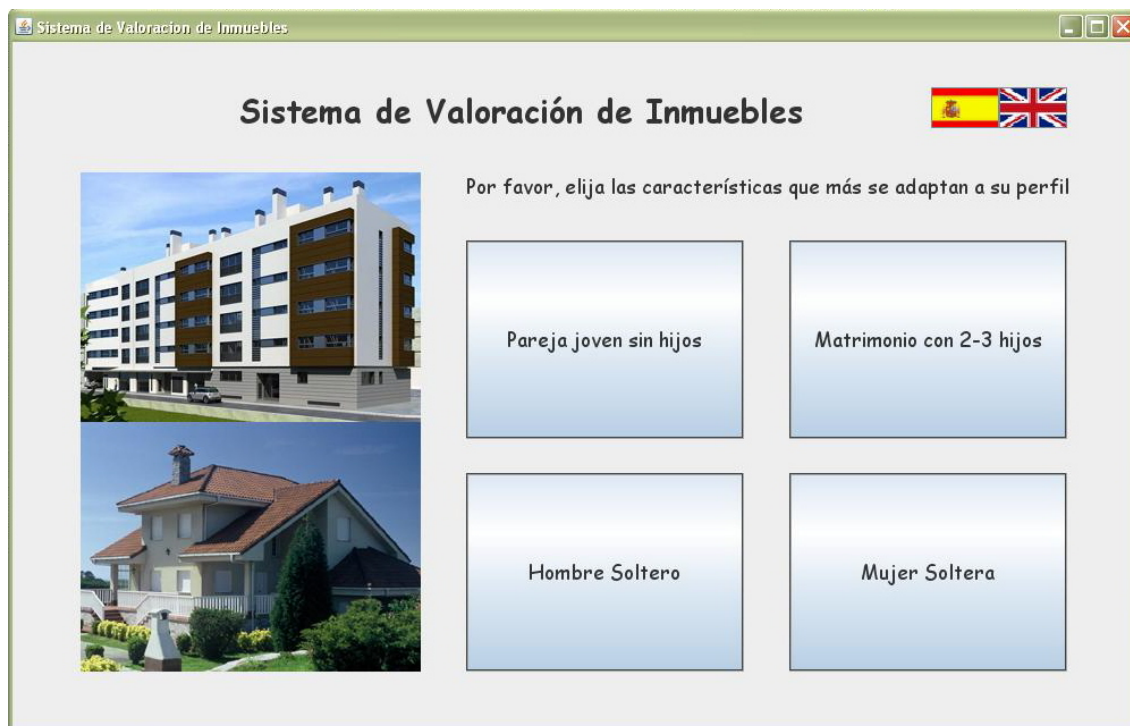 Sistema de Valoracion de Inmuebles
Sistema de Valoración de Inmuebles
Por favor, elija las características que más se adaptan a su perfil
Pareja joven sin hijos
Matrimonio con 2-3 hijos
Hombre Soltero
Mujer Soltera